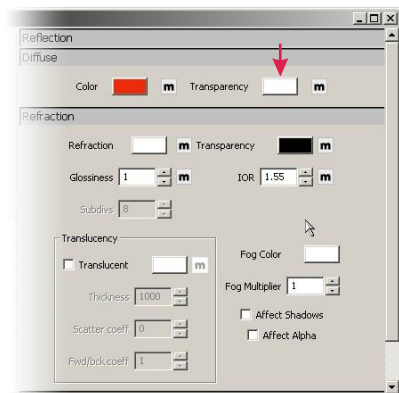 Reflection
Diffuse
Color m Transparency m
Refraction
Refraction m Transparency m
Glossiness 1 m IOR 1.55 m
Subdivs 8
Translucency
Translucent m
Thickness 1000
Scatter coeff 0
Fwd/bck.coeff 1
Fog Color
Fog Multiplier 1
Affect Shadows
Affect Alpha